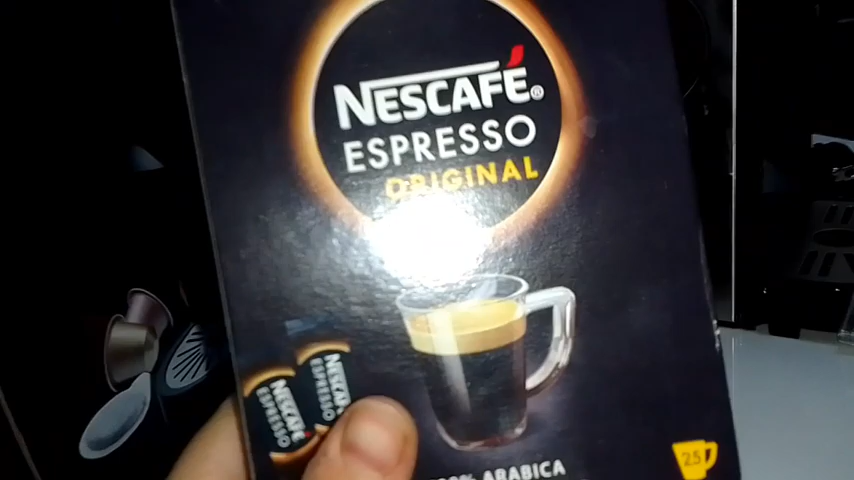 NESCAFÉ®
ESPRESSO
ORIGINAL
NESCAFÉ
ESPRESSO
NESCAFÉ
ESPRESSO
% ARABICA
25